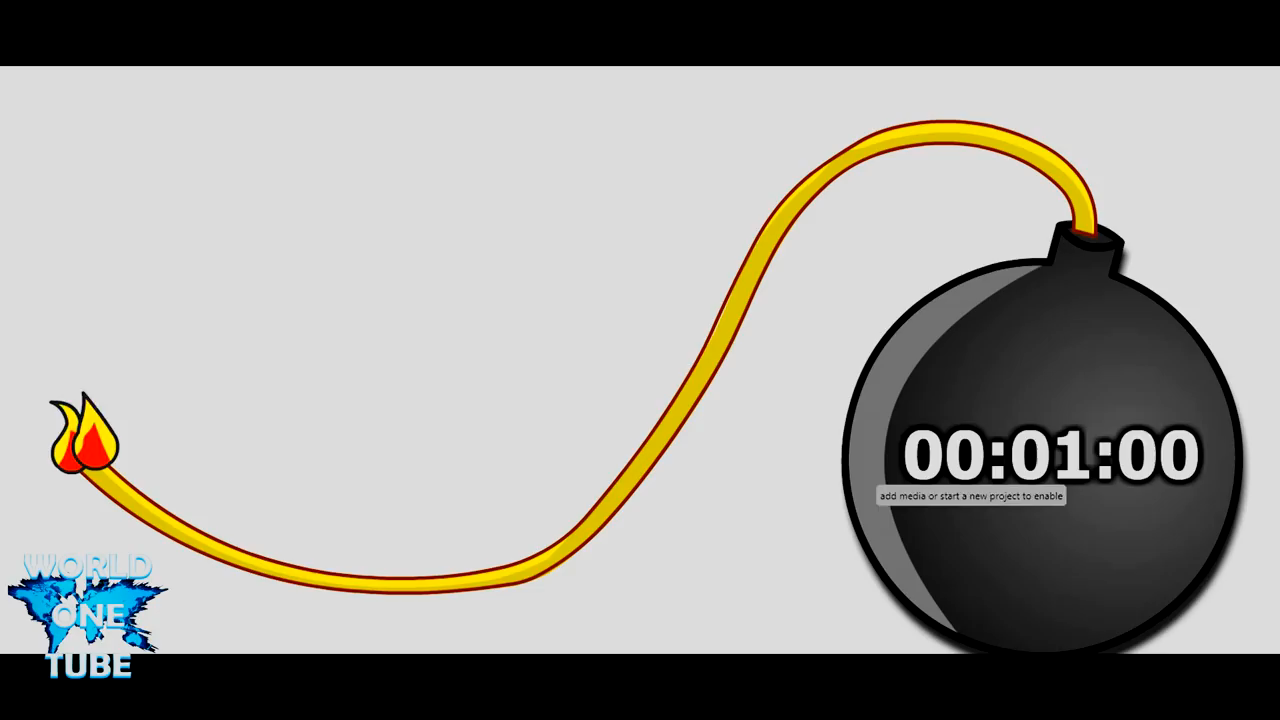 00:01:00
add media or start a new project to enable
WORLD
ONE
TUBE